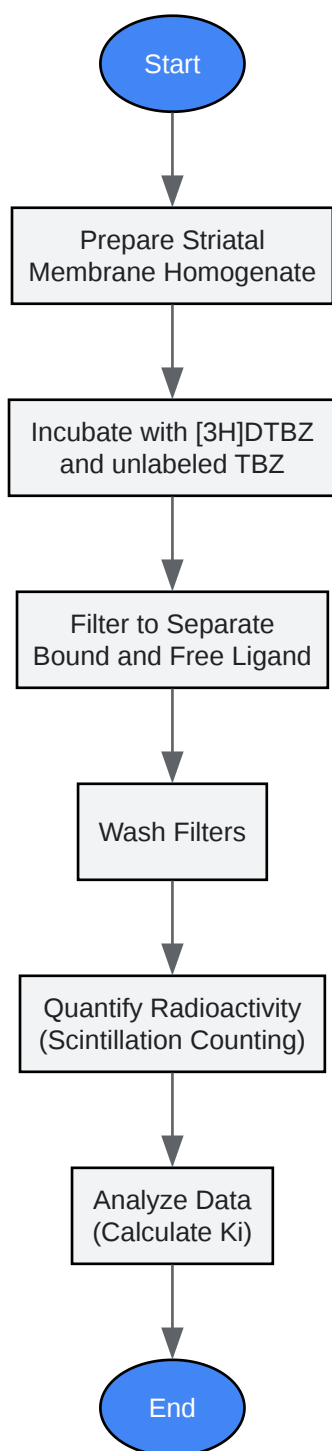 Start
Prepare Striatal
Membrane Homogenate
Incubate with [3H]DTBZ
and unlabeled TBZ
Filter to Separate
Bound and Free Ligand
Wash Filters
Quantify Radioactivity
(Scintillation Counting)
Analyze Data
(Calculate Ki)
End